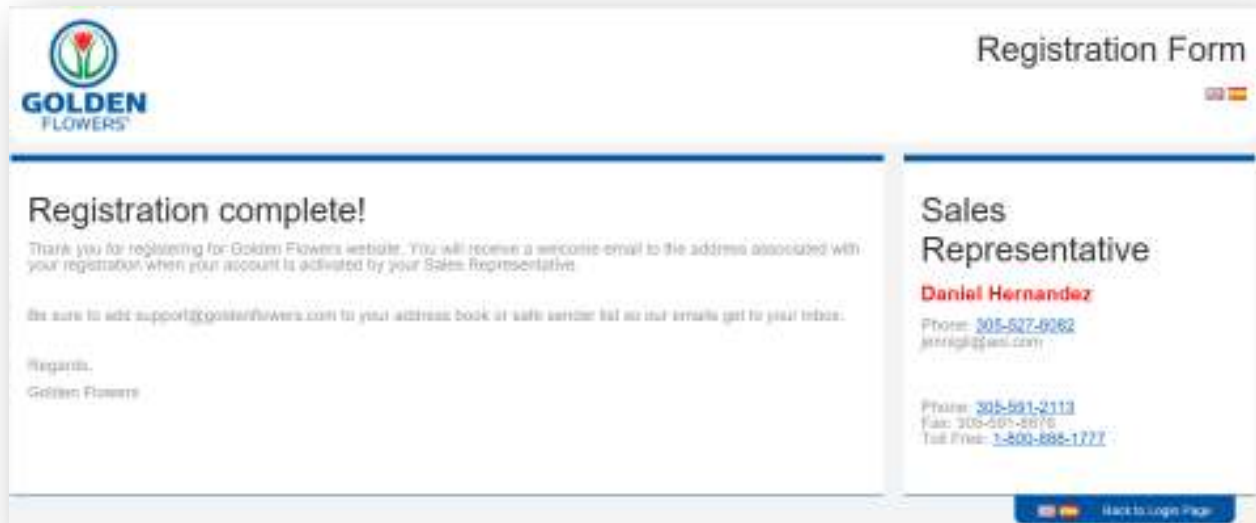 GOLDEN
FLOWERS
Registration Form
Registration complete!
Thank you for registering for Golden Flowers website. You will receive a welcome email to the address associated with
your registration when your account is activated by your Sales Representative.
Be sure to add support@goldenflowers.com to your address book or safe sender list so our emails get to your inbox.
Regards,
Golden Flowers
Sales
Representative
Daniel Hernandez
Phone:
Phone: 305-591-2113
Fax:
Toll Free: 1-800-888-1777
Back to Login Page